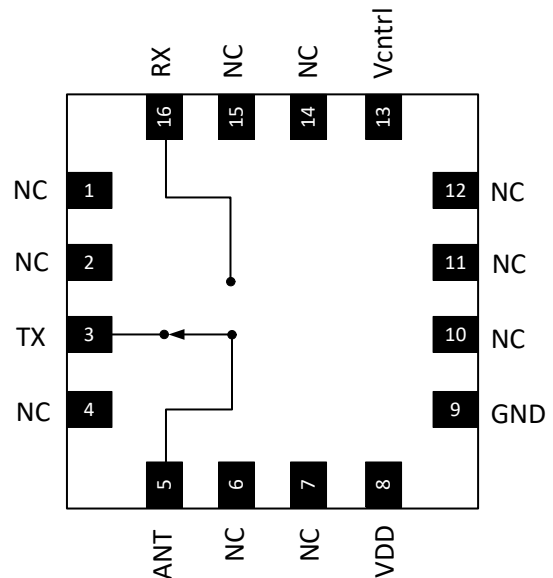 RX NC NC Vcntrl
16 15 14 13
NC 1 12 NC
NC 2 11 NC
TX 3 10 NC
NC 4 9 GND
5 6 7 8
ANT NC NC VDD